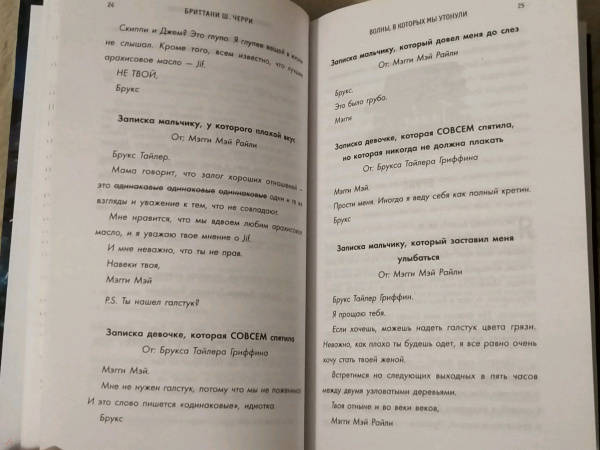 24
БРИТТАНИ Ш. ЧЕРРИ
Скиппи и Джем? Это глупо. Я глупее вещей в жизни
не слышал. Кроме того, всем известно, что лучшее
арахисовое масло — Jif.
НЕ ТВОЙ,
Брукс
Записка мальчику, у которого плохой вкус
От: Мэгги Мэй Райли
Брукс Тайлер.
Мама говорит, что залог хороших отношений —
это одинаковые одинаковые одиннаковые одни и те же
взгляды и уважение к тем, что не совпадают.
Мне нравится, что мы вдвоем любим арахисовое
масло, и я уважаю твое мнение о Jif.
И мне неважно, что ты не прав.
Навеки твоя,
Мэгги Мэй
P.S. Ты нашел галстук?
Записка девочке, которая СОВСЕМ спятила
От: Брукса Тайлера Гриффина
Мэгги Мэй.
Мне не нужен галстук, потому что мы не поженимся.
И это слово пишется «одинаковые», идиотка.
Брукс
ВОЛНЫ, В КОТОРЫХ МЫ УТОНУЛИ
25
Записка мальчику, который довел меня до слез
От: Мэгги Мэй Райли
Брукс.
Это было грубо.
Мэгги
Записка девочке, которая СОВСЕМ спятила,
но которая никогда не должна плакать
От: Брукса Тайлера Гриффина
Мэгги Мэй.
Прости меня. Иногда я веду себя как полный кретин.
Брукс
Записка мальчику, который заставил меня
улыбаться
От: Мэгги Мэй Райли
Брукс Тайлер Гриффин.
Я прощаю тебя.
Если хочешь, можешь надеть галстук цвета грязи.
Неважно, как плохо ты будешь одет, я все равно очень
хочу стать твоей женой.
Встретимся на следующих выходных в пять часов
между двумя узловатыми деревьями.
Твоя отныне и во веки веков,
Мэгги Мэй Райли